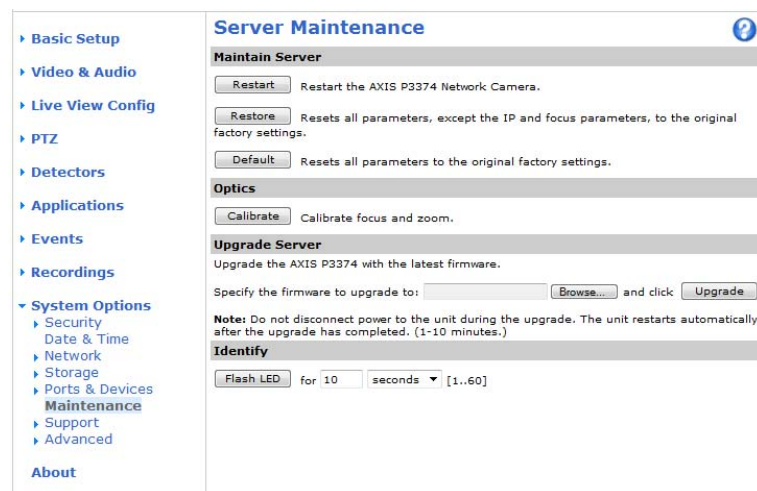 Basic Setup
Video & Audio
Live View Config
PTZ
Detectors
Applications
Events
Recordings
System Options
Security
Date & Time
Network
Storage
Ports & Devices
Maintenance
Support
Advanced
About
Server Maintenance
?
Maintain Server
Restart Restart the AXIS P3374 Network Camera.
Restore Resets all parameters, except the IP and focus parameters, to the original
factory settings.
Default Resets all parameters to the original factory settings.
Optics
Calibrate Calibrate focus and zoom.
Upgrade Server
Upgrade the AXIS P3374 with the latest firmware.
Specify the firmware to upgrade to: Browse... and click Upgrade
Note: Do not disconnect power to the unit during the upgrade. The unit restarts automatically
after the upgrade has completed. (1-10 minutes.)
Identify
Flash LED for 10 seconds [1..60]